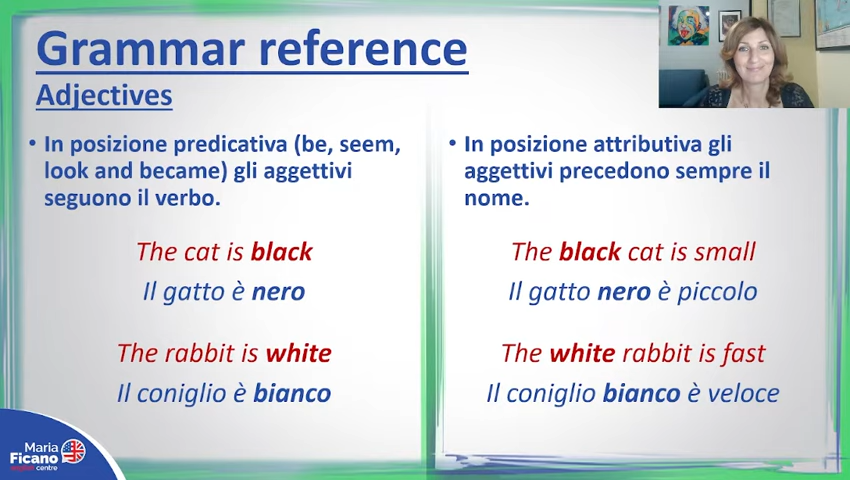 Grammar reference
Adjectives
• In posizione predicativa (be, seem,
look and became) gli aggettivi
seguono il verbo.
The cat is black
Il gatto è nero
The rabbit is white
Il coniglio è bianco
• In posizione attributiva gli
aggettivi precedono sempre il
nome.
The black cat is small
Il gatto nero è piccolo
The white rabbit is fast
Il coniglio bianco è veloce
Maria
Ficano
english centre